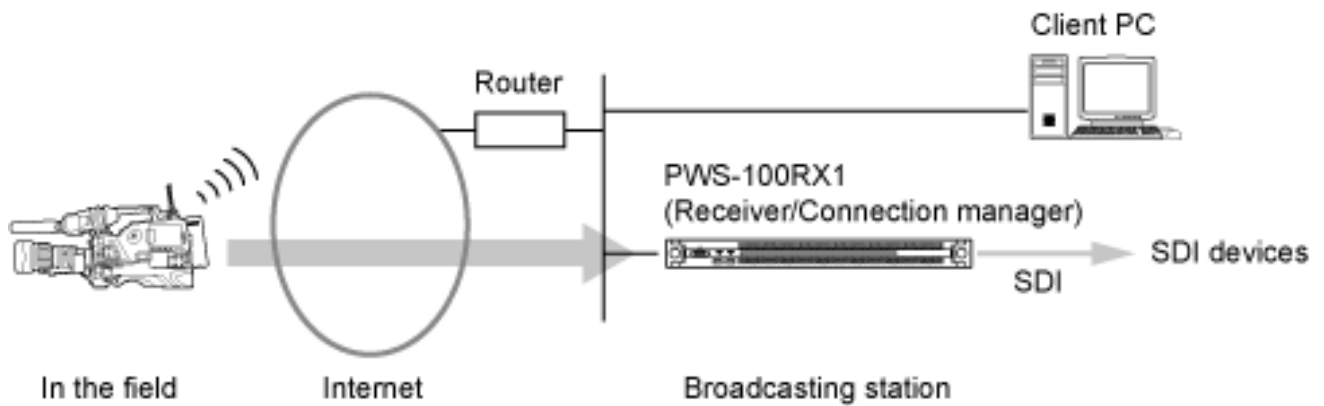 Client PC
Router
PWS-100RX1
(Receiver/Connection manager)
SDI devices
SDI
In the field
Internet
Broadcasting station